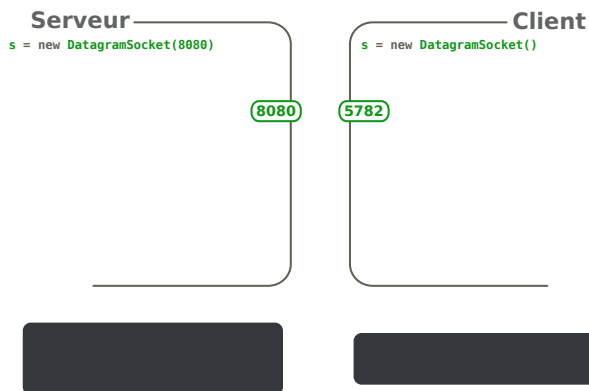 Serveur
s = new DatagramSocket(8080)
8080
Client
s = new DatagramSocket()
5782